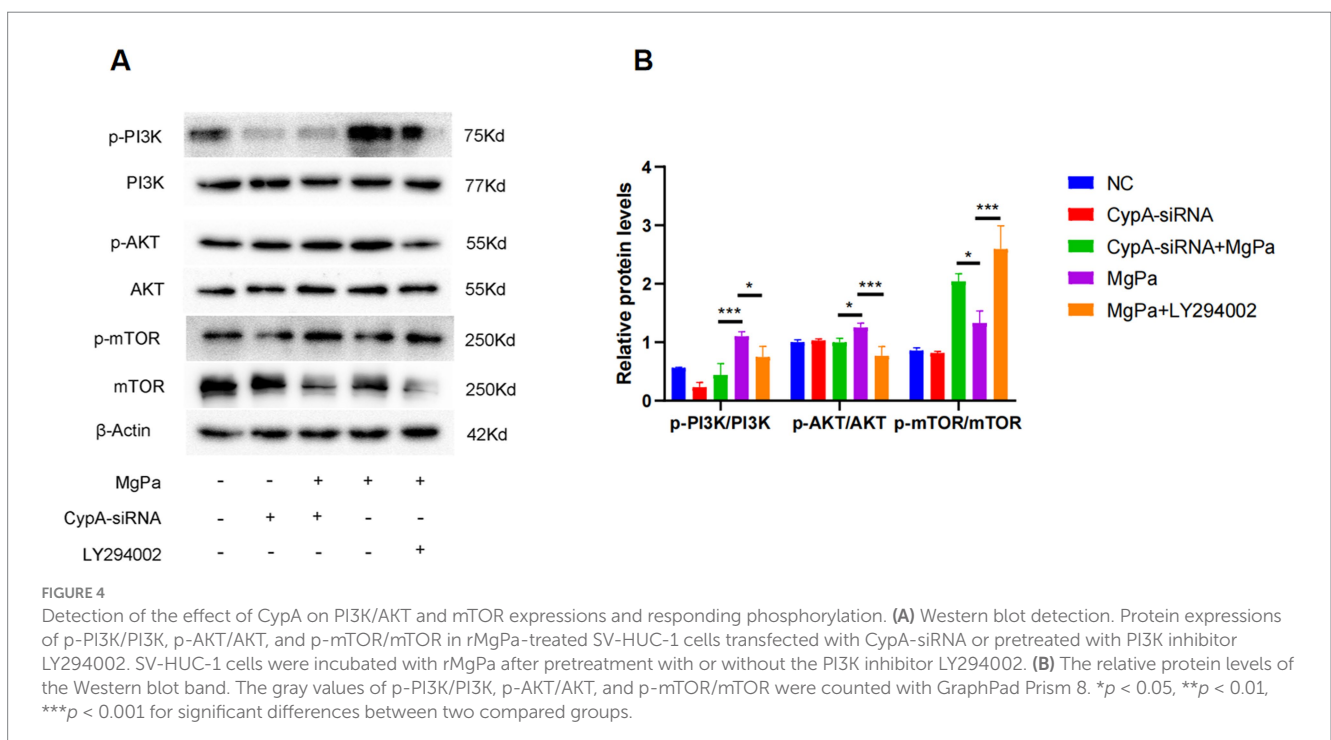 A
p-PI3K 75Kd
PI3K 77Kd
p-AKT 55Kd
AKT 55Kd
p-mTOR 250Kd
mTOR 250Kd
β-Actin 42Kd
MgPa - - + + +
CypA-siRNA - + + - -
LY294002 - - - - +
B
Relative protein levels
4
3
2
1
0
*** * * *** * ***
p-PI3K/PI3K p-AKT/AKT p-mTOR/mTOR
NC
CypA-siRNA
CypA-siRNA+MgPa
MgPa
MgPa+LY294002
FIGURE 4
Detection of the effect of CypA on PI3K/AKT and mTOR expressions and responding phosphorylation. (A) Western blot detection. Protein expressions
of p-PI3K/PI3K, p-AKT/AKT, and p-mTOR/mTOR in rMgPa-treated SV-HUC-1 cells transfected with CypA-siRNA or pretreated with PI3K inhibitor
LY294002. SV-HUC-1 cells were incubated with rMgPa after pretreatment with or without the PI3K inhibitor LY294002. (B) The relative protein levels of
the Western blot band. The gray values of p-PI3K/PI3K, p-AKT/AKT, and p-mTOR/mTOR were counted with GraphPad Prism 8. *p < 0.05, **p < 0.01,
***p < 0.001 for significant differences between two compared groups.